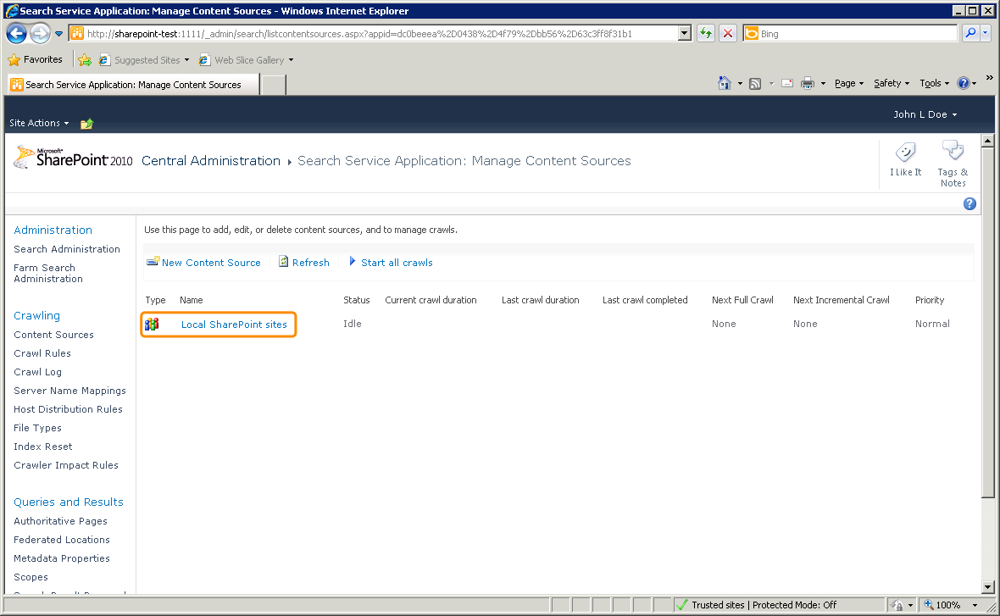 Search Service Application: Manage Content Sources - Windows Internet Explorer
http://sharepoint-test:1111/_admin/search/listcontentsources.aspx?appid=dc0beeea%2D0438%2D4f79%2Dbb56%2D63c3ff8f31b1
Bing
Favorites
Suggested Sites
Web Slice Gallery
Search Service Application: Manage Content Sources
Page
Safety
Tools
»
John L Doe
Site Actions
Microsoft
SharePoint 2010
Central Administration
Search Service Application: Manage Content Sources
I Like It
Tags &
Notes
Administration
Search Administration
Farm Search
Administration
Crawling
Content Sources
Crawl Rules
Crawl Log
Server Name Mappings
Host Distribution Rules
File Types
Index Reset
Crawler Impact Rules
Queries and Results
Authoritative Pages
Federated Locations
Metadata Properties
Scopes
Use this page to add, edit, or delete content sources, and to manage crawls.
New Content Source
Refresh
Start all crawls
Type Name Status Current crawl duration Last crawl duration Last crawl completed Next Full Crawl Next Incremental Crawl Priority
Local SharePoint sites Idle None None Normal
Trusted sites | Protected Mode: Off
100%